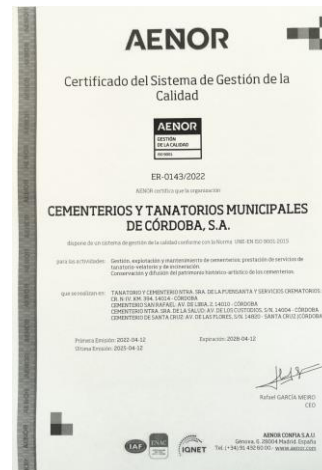 AENOR
Certificado del Sistema de Gestión de la
Calidad
AENOR
GESTIÓN
DE LA CALIDAD
ISO 9001
ER-0143/2022
AENOR certifica que la organización
CEMENTERIOS Y TANATORIOS MUNICIPALES
DE CÓRDOBA, S.A.
dispone de un sistema de gestión de la calidad conforme con la Norma UNE-EN ISO 9001:2015
para las actividades: Gestión, explotación y mantenimiento de cementerios; prestación de servicios de
tanatorio-velatorio y de incineración.
Conservación y difusión del patrimonio histórico-artístico de los cementerios.
que se realizan en: TANATORIO Y CEMENTERIO NTRA. SRA. DE LA FUENSANTA Y SERVICIOS CREMATORIOS:
CR. N-IV, KM. 394. 14014 - CÓRDOBA
CEMENTERIO SAN RAFAEL: AV. DE LIBIA, 2. 14010 - CÓRDOBA
CEMENTERIO NTRA. SRA. DE LA SALUD: AV. DE LOS CUSTODIOS, S/N. 14004 - CÓRDOBA
CEMENTERIO DE SANTA CRUZ: AV. DE LAS FLORES, S/N. 14820 - SANTA CRUZ (CÓRDOBA)
Primera Emisión: 2022-04-12 Expiración: 2028-04-12
Última Emisión: 2025-04-12
Rafael GARCÍA MEIRO
CEO
IAF
ENAC
IQNET
AENOR CONFÍA S.A.U.
Génova, 6. 28004 Madrid. España
Tel. (+34) 91 432 60 00.- www.aenor.com